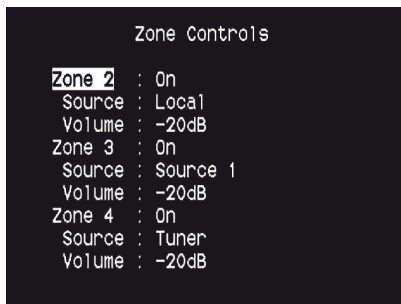 Zone Controls
Zone 2 : On
Source : Local
Volume : -20dB
Zone 3 : On
Source : Source 1
Volume : -20dB
Zone 4 : On
Source : Tuner
Volume : -20dB